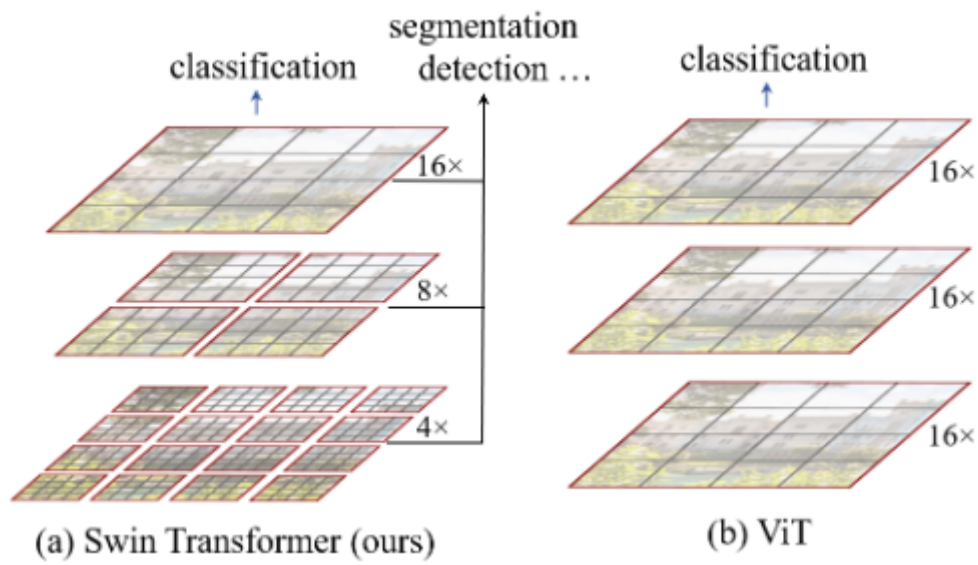 segmentation
classification
detection ...
classification
16×
8×
4×
16×
16×
16×
(a) Swin Transformer (ours)
(b) ViT